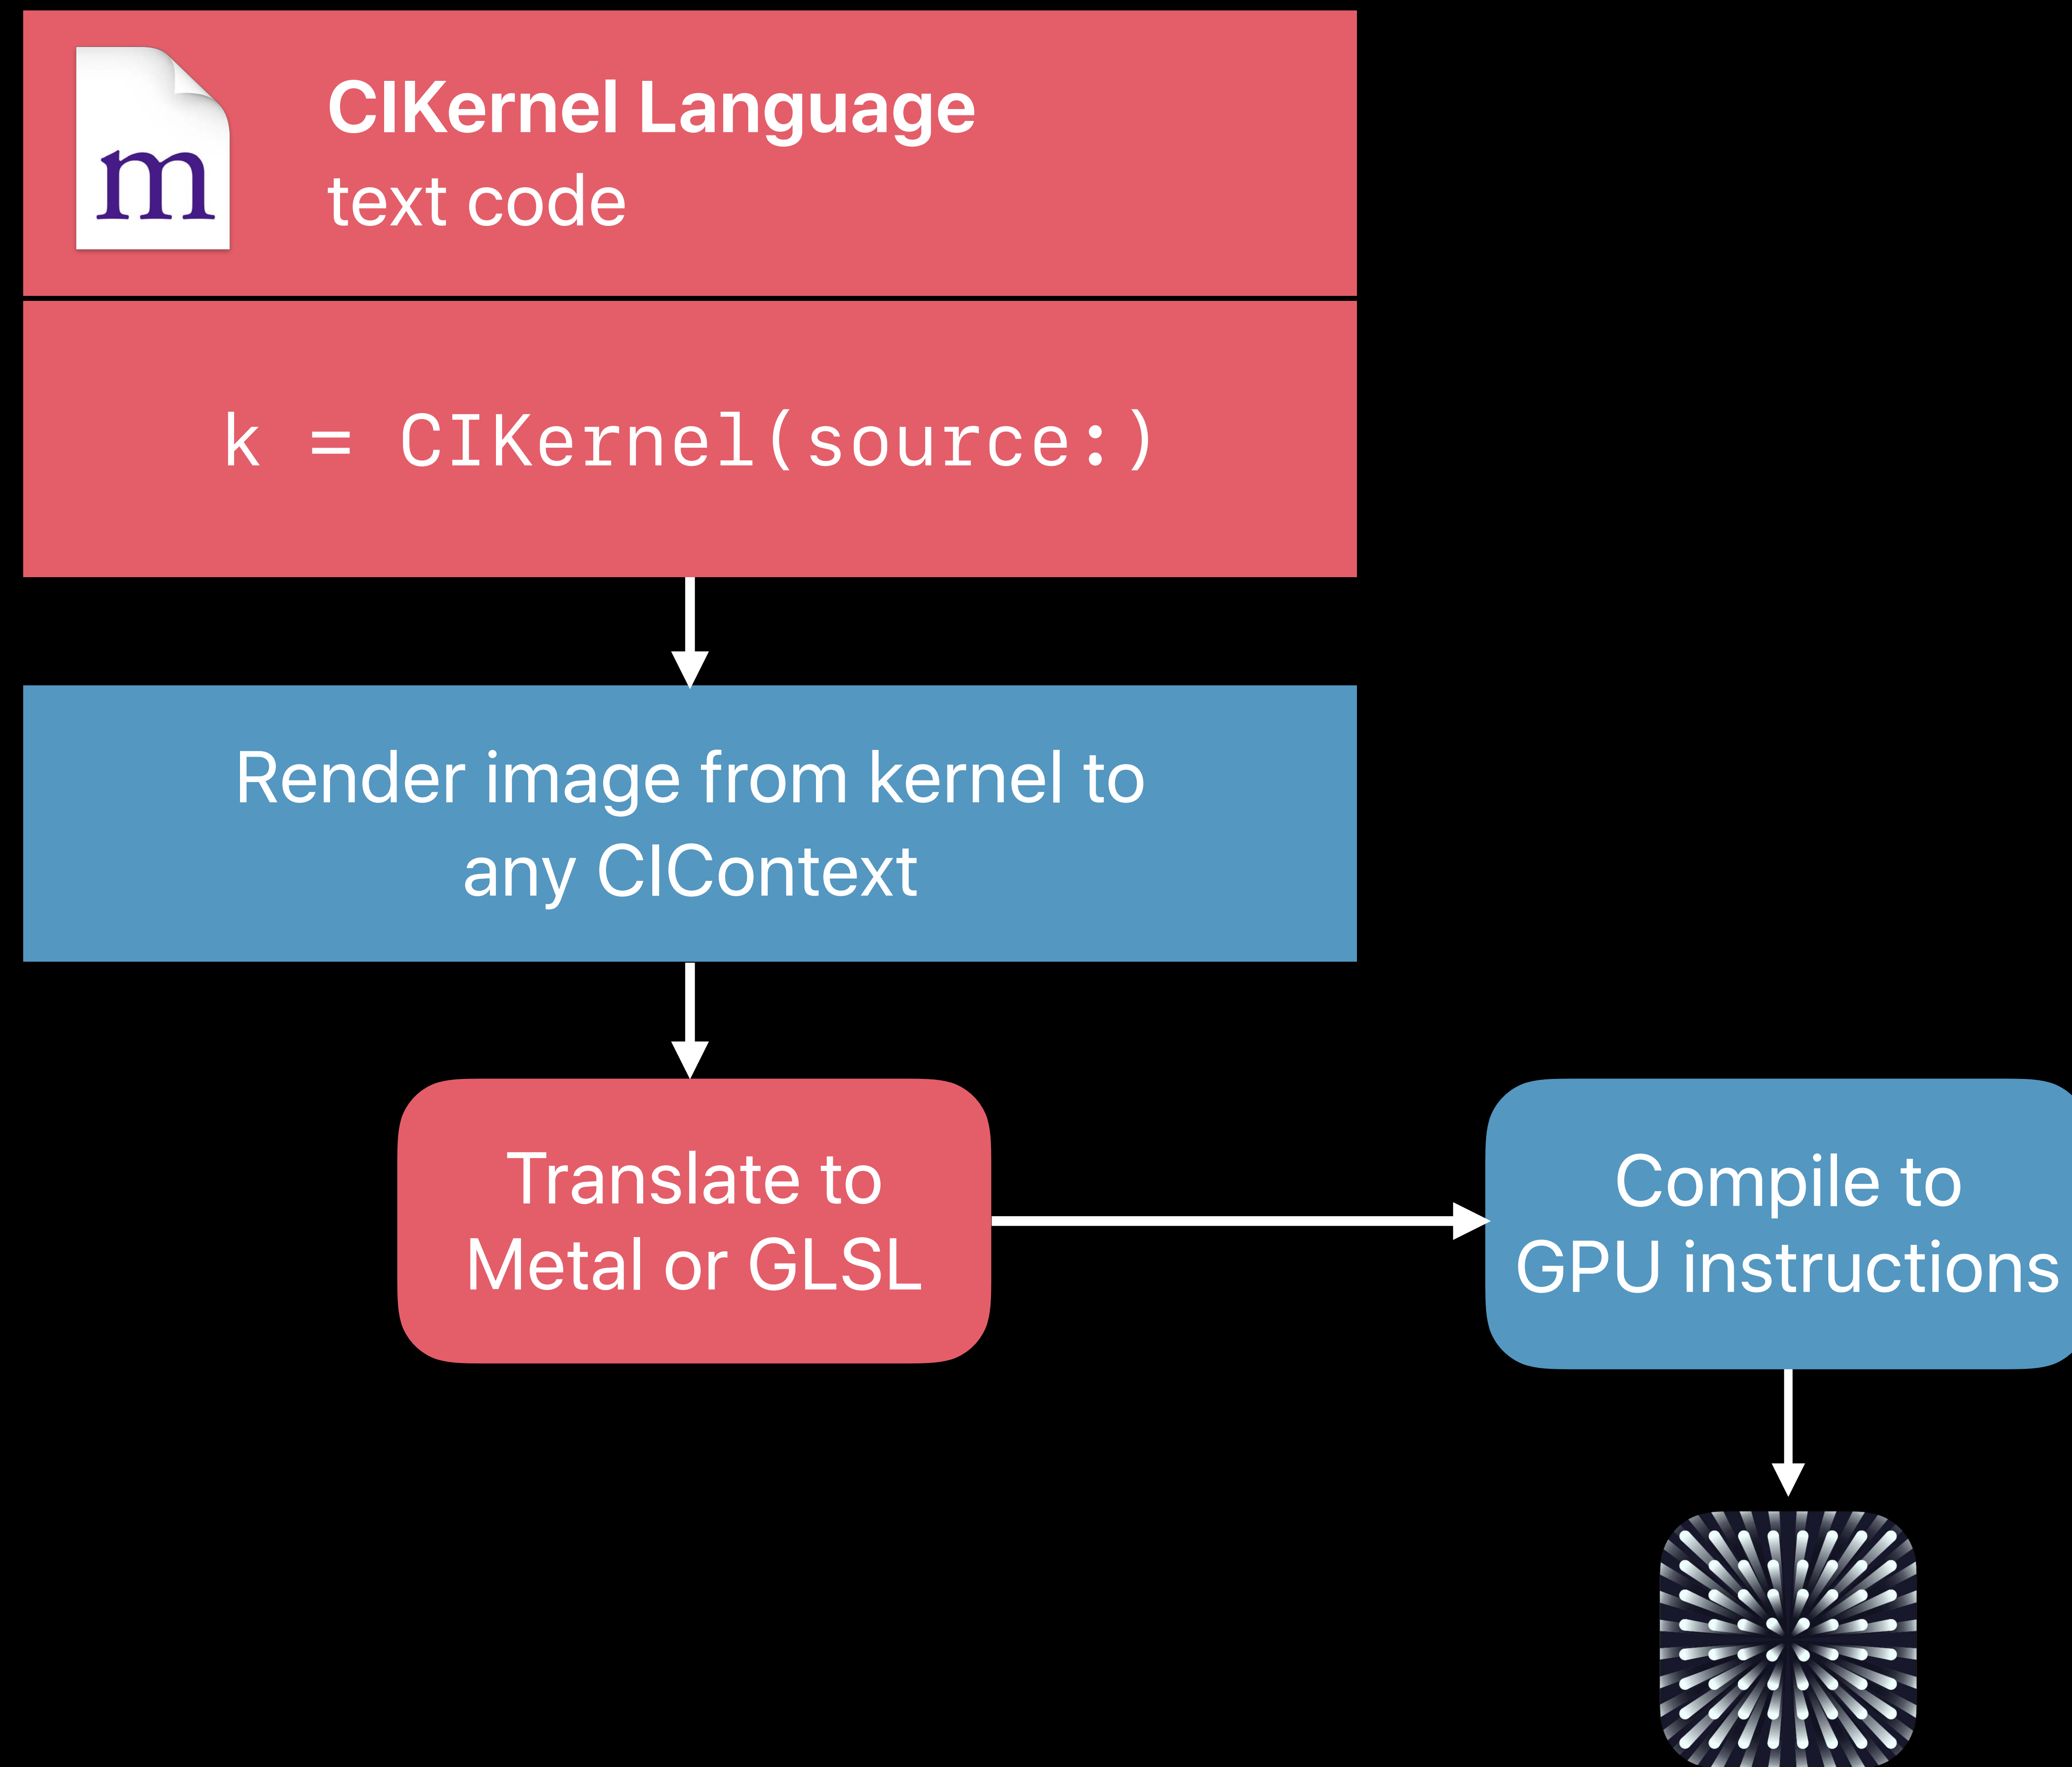 CIKernel Language
text code
m
k = CIKernel(source:)
Render image from kernel to
any CIContext
Translate to
Metal or GLSL
Compile to
GPU instructions